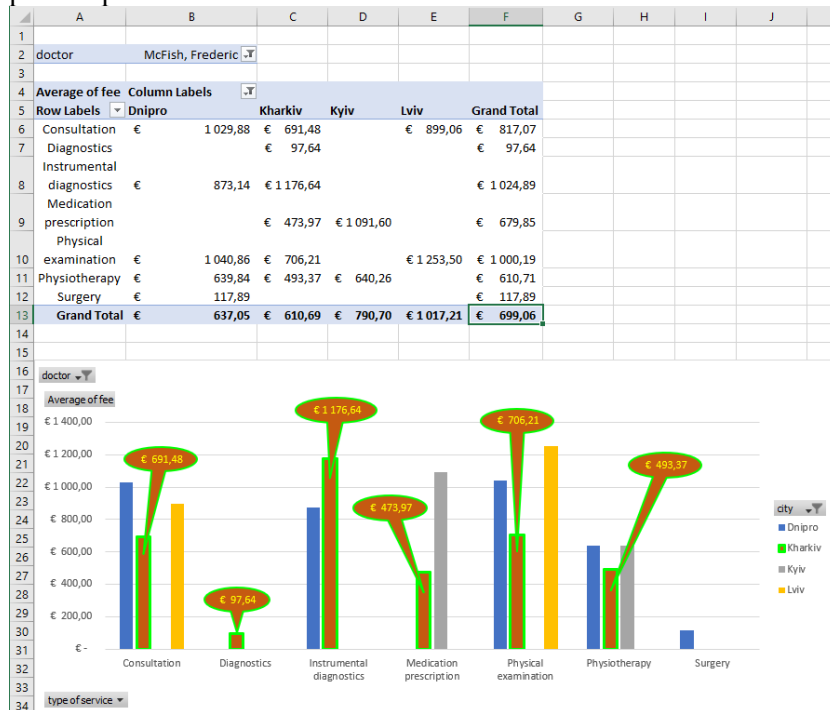 A B C D E F G H I J
1
2 doctor McFish, Frederic
3
4 Average of fee Column Labels
5 Row Labels Dnipro Kharkiv Kyiv Lviv Grand Total
6 Consultation € 1 029,88 € 691,48 € 899,06 € 817,07
7 Diagnostics € 97,64 € 97,64
Instrumental
8 diagnostics € 873,14 € 1 176,64 € 1 024,89
Medication
9 prescription € 473,97 € 1 091,60 € 679,85
Physical
10 examination € 1 040,86 € 706,21 € 1 253,50 € 1 000,19
11 Physiotherapy € 639,84 € 493,37 € 640,26 € 610,71
12 Surgery € 117,89 € 117,89
13 Grand Total € 637,05 € 610,69 € 790,70 € 1 017,21 € 699,06
14
15
16 doctor
17
Average of fee
18 € 1 176,64
19 € 1 400,00 € 706,21
20
21 € 1 200,00 € 691,48 € 493,37
22 € 1 000,00
23 € 473,97 city
24 € 800,00 Dnipro
25 Kharkiv
26 € 600,00 Kyiv
27 € 400,00 Lviv
28 € 97,64
29 € 200,00
30
31 € -
32 Consultation Diagnostics Instrumental diagnostics Medication prescription Physical examination Physiotherapy Surgery
33
34 type of service